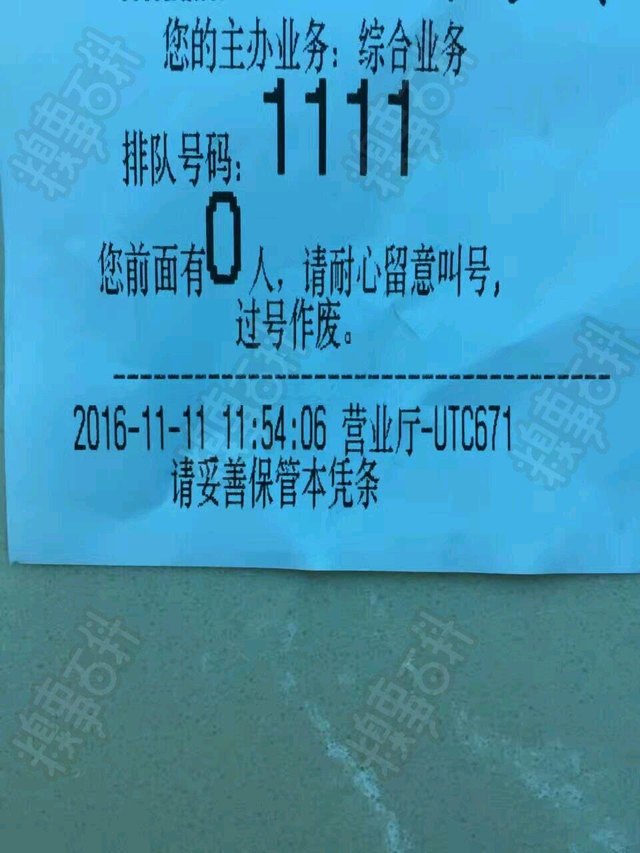 您的主办业务：综合业务
排队号码：1111
您前面有0人，请耐心留意叫号，
过号作废。
--------------------------------------------
2016-11-11 11:54:06 营业厅-UTC671
请妥善保管本凭条
糗事百科
糗事百科
糗事百科
糗事百科
糗事百科
糗事百科